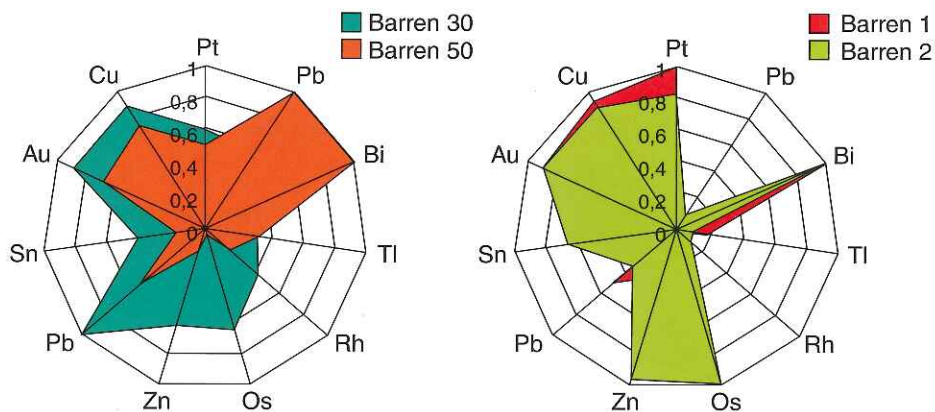 Barren 30
Barren 50
Pt
Pb
Bi
Tl
Rh
Os
Zn
Pb
Sn
Au
Cu
1
0,8
0,6
0,4
0,2
0
Barren 1
Barren 2
Pt
Pb
Bi
Tl
Rh
Os
Zn
Pb
Sn
Au
Cu
1
0,8
0,6
0,4
0,2
0